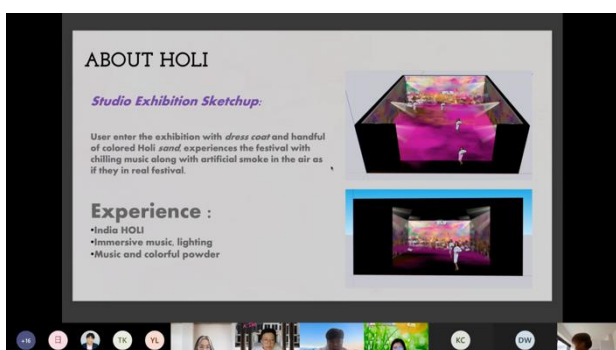 ABOUT HOLI
Studio Exhibition Sketchup:
User enter the exhibition with dress coat and handful
of colored Holi sand, experiences the festival with
chilling music along with artificial smoke in the air as
if they in real festival.
Experience :
•India HOLI
•Immersive music, lighting
•Music and colorful powder
+16
日
TK
YL
KC
DW